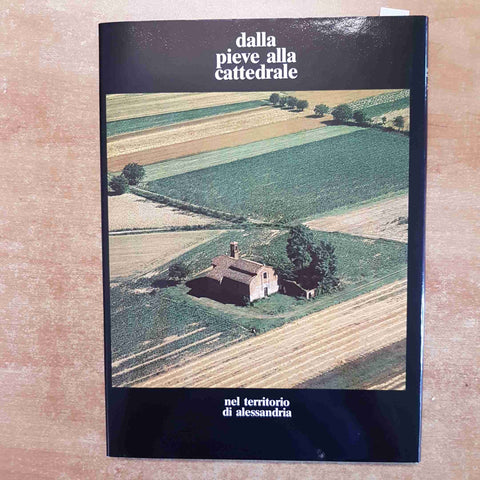 dalla
pieve alla
cattedrale
nel territorio
di alessandria